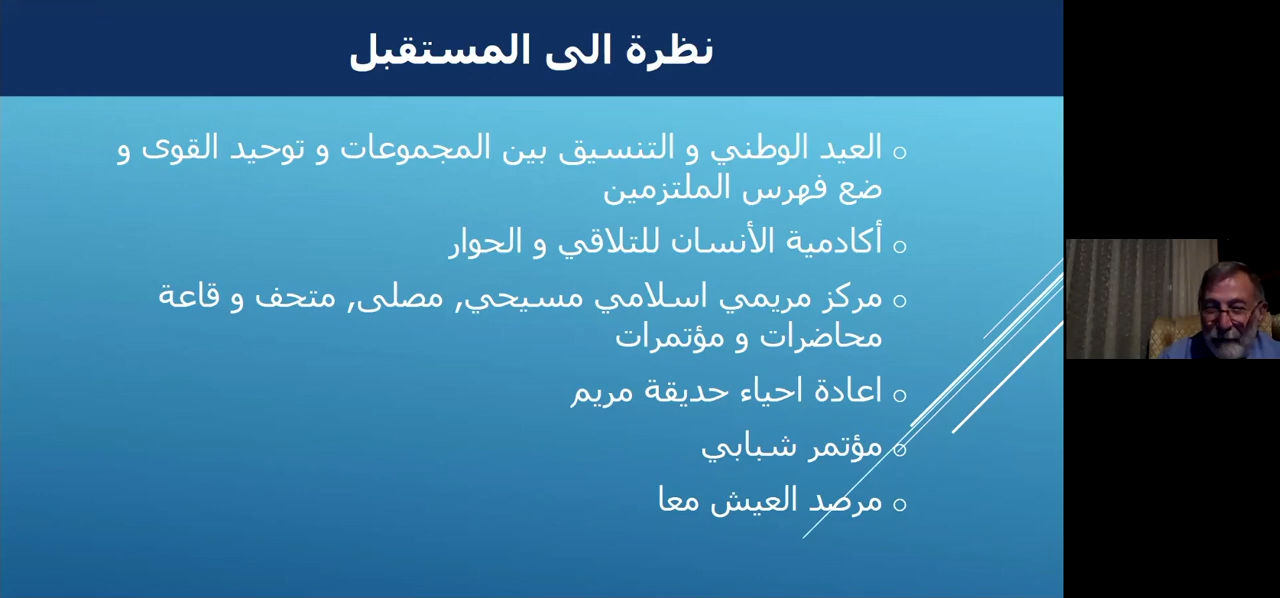 نظرة الى المستقبل
العيد الوطني و التنسيق بين المجموعات و توحيد القوى و
ضع فهرس الملتزمين
أكادمية الأنسان للتلاقي و الحوار
مركز مريمي اسلامي مسيحي, مصلى, متحف و قاعة
محاضرات و مؤتمرات
اعادة احياء حديقة مريم
مؤتمر شبابي
مرصد العيش معا